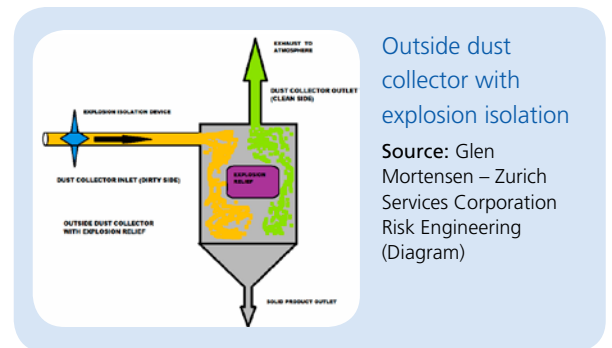 EXHAUST TO
ATMOSPHERE
DUST COLLECTOR OUTLET
(CLEAN SIDE)
EXPLOSION ISOLATION DEVICE
DUST COLLECTOR INLET (DIRTY SIDE)
EXPLOSION
RELIEF
OUTSIDE DUST COLLECTOR
WITH EXPLOSION RELIEF
SOLID PRODUCT OUTLET
Outside dust
collector with
explosion isolation
Source: Glen
Mortensen – Zurich
Services Corporation
Risk Engineering
(Diagram)